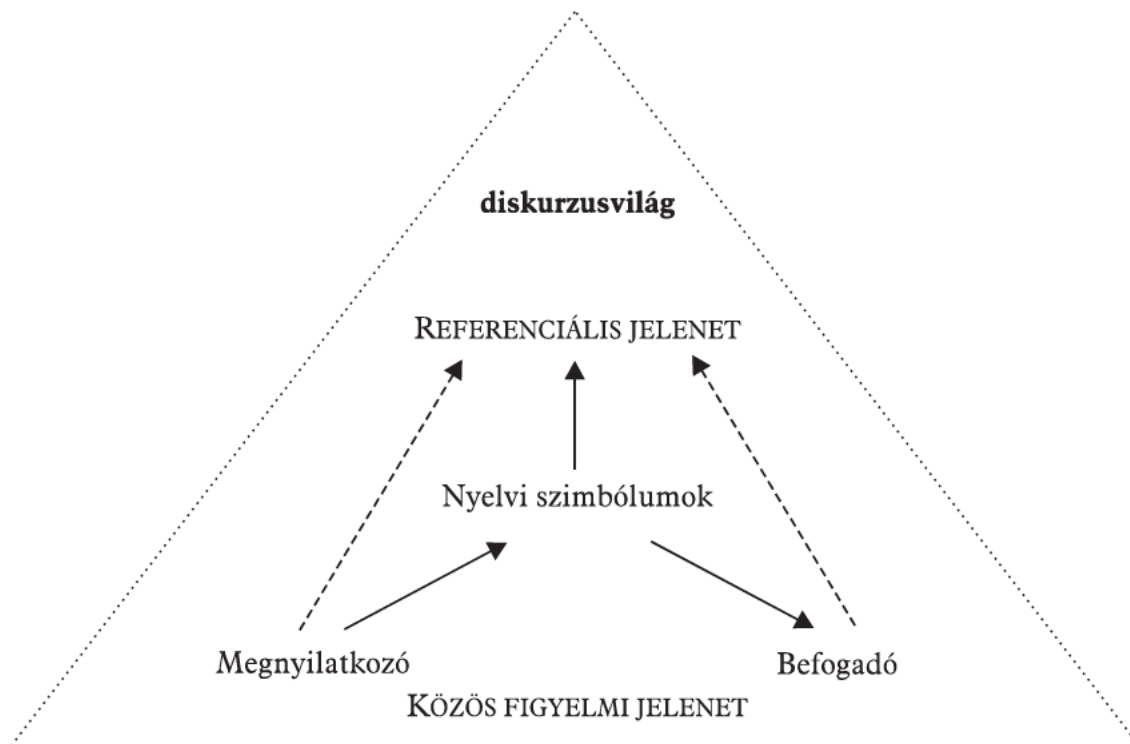 diskurzusvilág
REFERENCIÁLIS JELENET
Nyelvi szimbólumok
Megnyilatkozó
Befogadó
KÖZÖS FIGYELMI JELENET